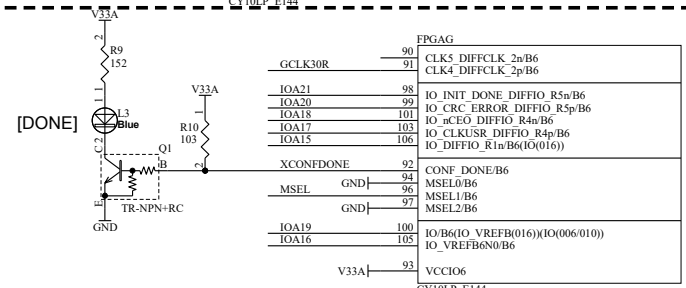 CY10LP_E144
V33A
2
R9
152
1
1
L3
Blue
[DONE]
C 2
Q1
B
E
TR-NPN+RC
GND
V33A
1
R10
103
2
FPGAG
90 CLK5_DIFFCLK_2n/B6
GCLK30R 91 CLK4_DIFFCLK_2p/B6
IOA21 98 IO_INIT_DONE_DIFFIO_R5n/B6
IOA20 99 IO_CRC_ERROR_DIFFIO_R5p/B6
IOA18 101 IO_nCEO_DIFFIO_R4n/B6
IOA17 103 IO_CLKUSR_DIFFIO_R4p/B6
IOA15 106 IO_DIFFIO_R1n/B6(IO(016))
XCONFDONE 92 CONF_DONE/B6
GND 94 MSEL0/B6
MSEL 96 MSEL1/B6
GND 97 MSEL2/B6
IOA19 100 IO/B6(IO_VREFB(016))(IO(006/010))
IOA16 105 IO_VREFB6N0/B6
V33A 93 VCCIO6
CY10LP_E144